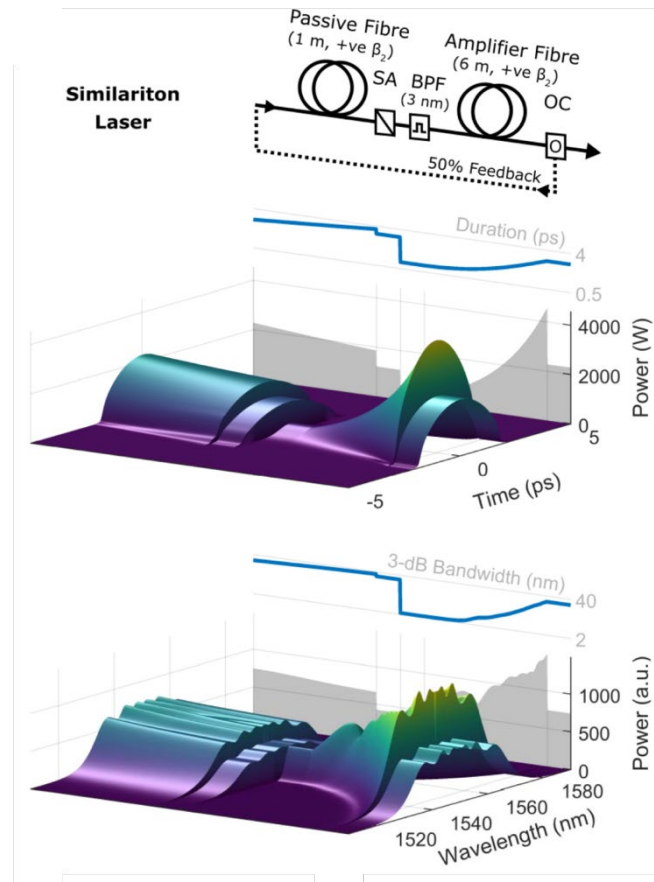 Similariton
Laser
Passive Fibre
(1 m, +ve β₂)
SA
BPF
(3 nm)
Amplifier Fibre
(6 m, +ve β₂)
OC
O
50% Feedback
Duration (ps)
4
0.5
4000
2000
0
Power (W)
5
0
-5
Time (ps)
3-dB Bandwidth (nm)
40
2
1000
500
0
Power (a.u.)
1580
1560
1540
1520
Wavelength (nm)